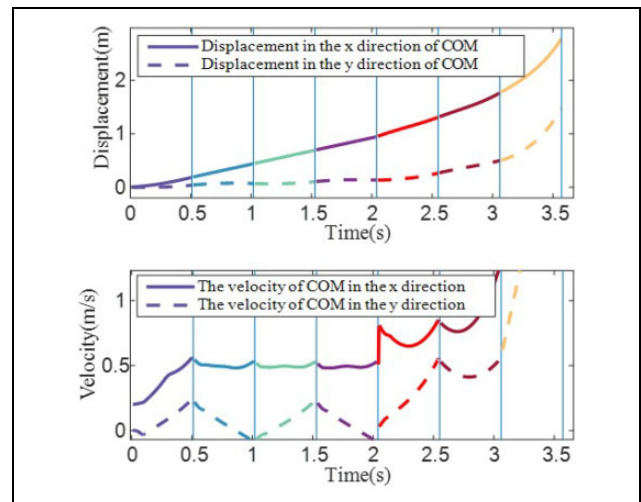 Displacement(m)
2
1
0
Displacement in the x direction of COM
Displacement in the y direction of COM
0 0.5 1 1.5 2 2.5 3 3.5
Time(s)
Velocity(m/s)
1
0.5
0
The velocity of COM in the x direction
The velocity of COM in the y direction
0 0.5 1 1.5 2 2.5 3 3.5
Time(s)